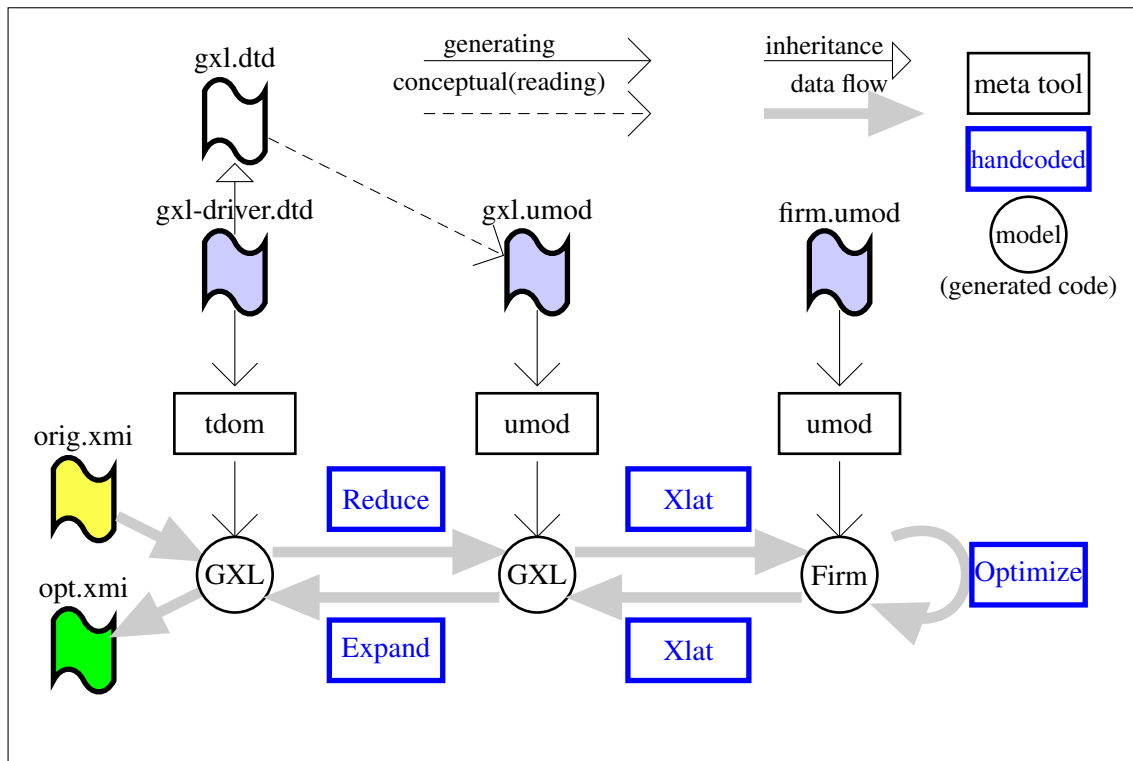 gxl.dtd
generating
inheritance
conceptual(reading)
data flow
meta tool
handcoded
gxl-driver.dtd
gxl.umod
firm.umod
model
(generated code)
tdom
umod
umod
orig.xmi
Reduce
Xlat
GXL
GXL
Firm
Optimize
opt.xmi
Expand
Xlat